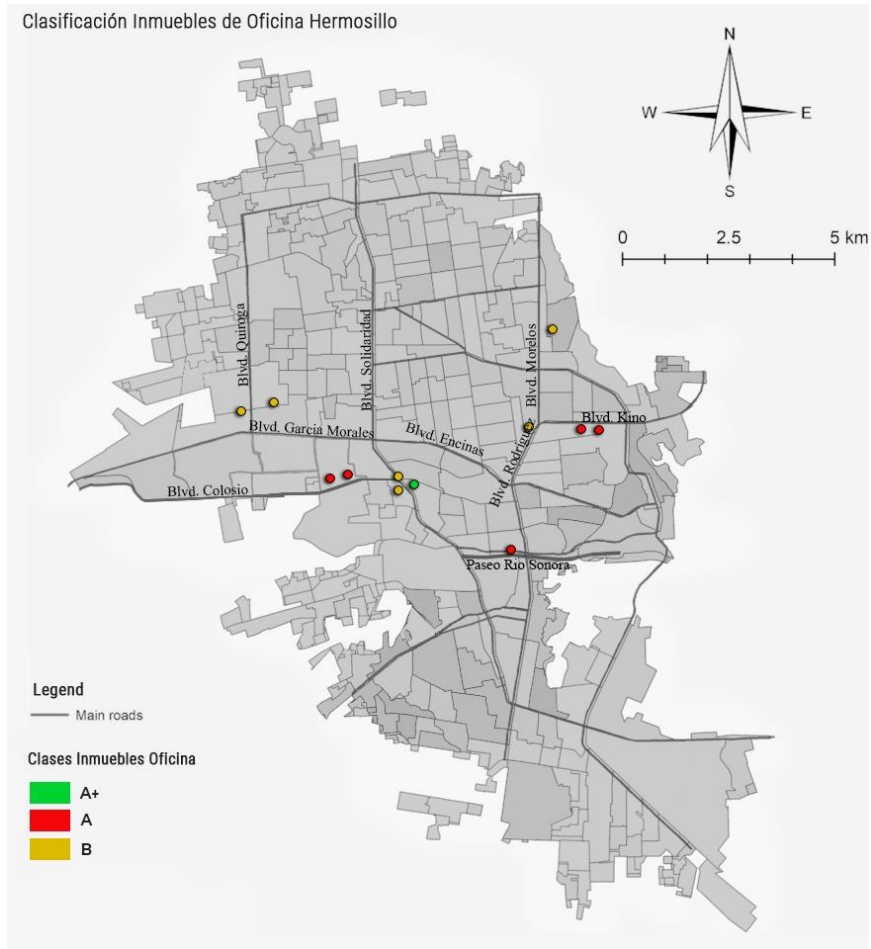 Clasificación Inmuebles de Oficina Hermosillo
N
W E
S
0 2.5 5 km
Blvd. Quiroga
Blvd. Solidaridad
Blvd. Morelos
Blvd. Kino
Blvd. Garcia Morales
Blvd. Encinas
Blvd. Rodriguez
Blvd. Colosio
Paseo Rio Sonora
Legend
Main roads
Clases Inmuebles Oficina
A+
A
B